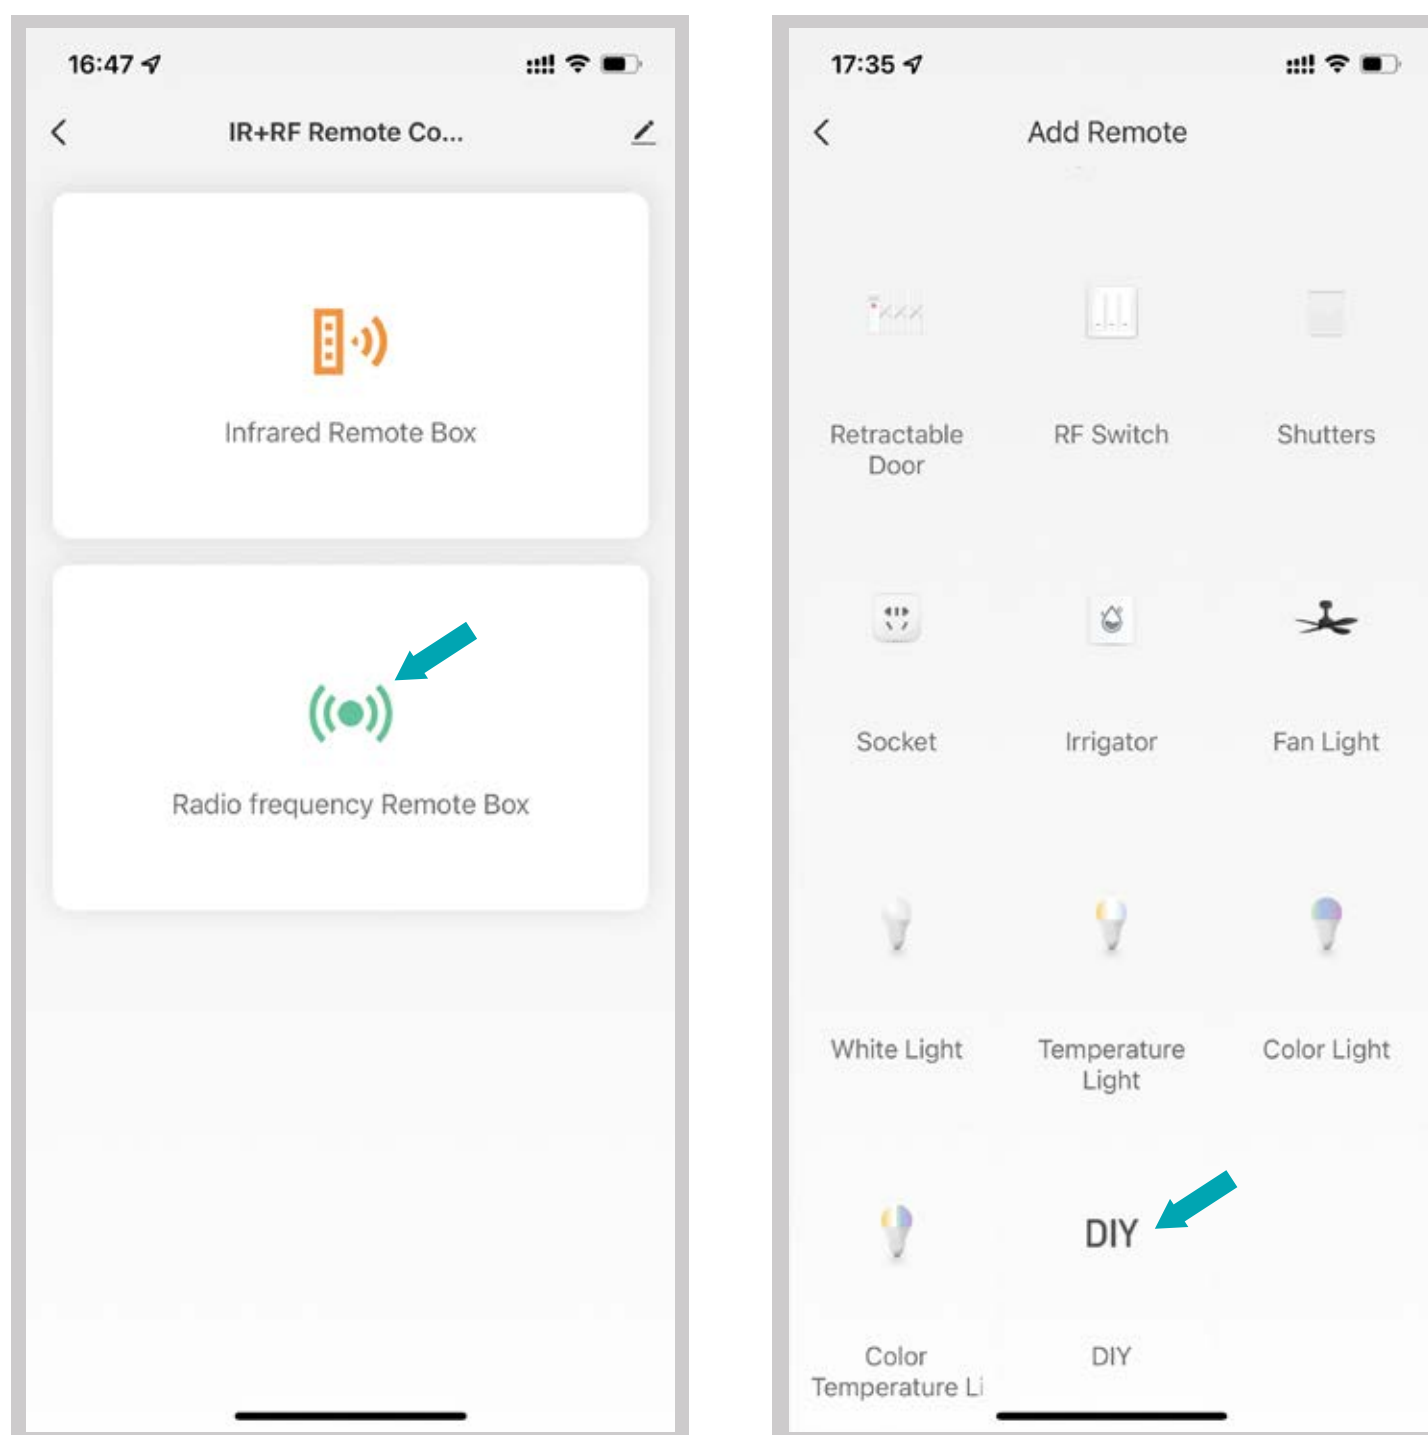 16:47
IR+RF Remote Co...
Infrared Remote Box
Radio frequency Remote Box
17:35
Add Remote
Retractable
Door
RF Switch
Shutters
Socket
Irrigator
Fan Light
White Light
Temperature
Light
Color Light
Color
Temperature Li
DIY
DIY